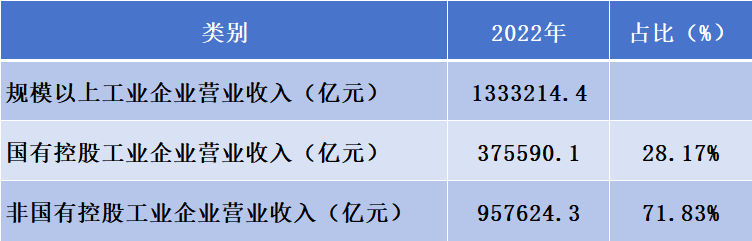 类别 2022年 占比（%）
规模以上工业企业营业收入（亿元） 1333214.4
国有控股工业企业营业收入（亿元） 375590.1 28.17%
非国有控股工业企业营业收入（亿元） 957624.3 71.83%